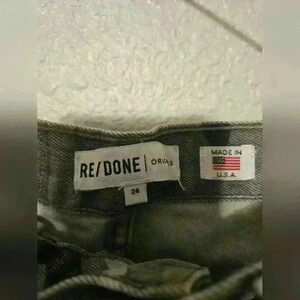 RE/DONE | ORIGINALS
24
MADE IN
U.S.A.